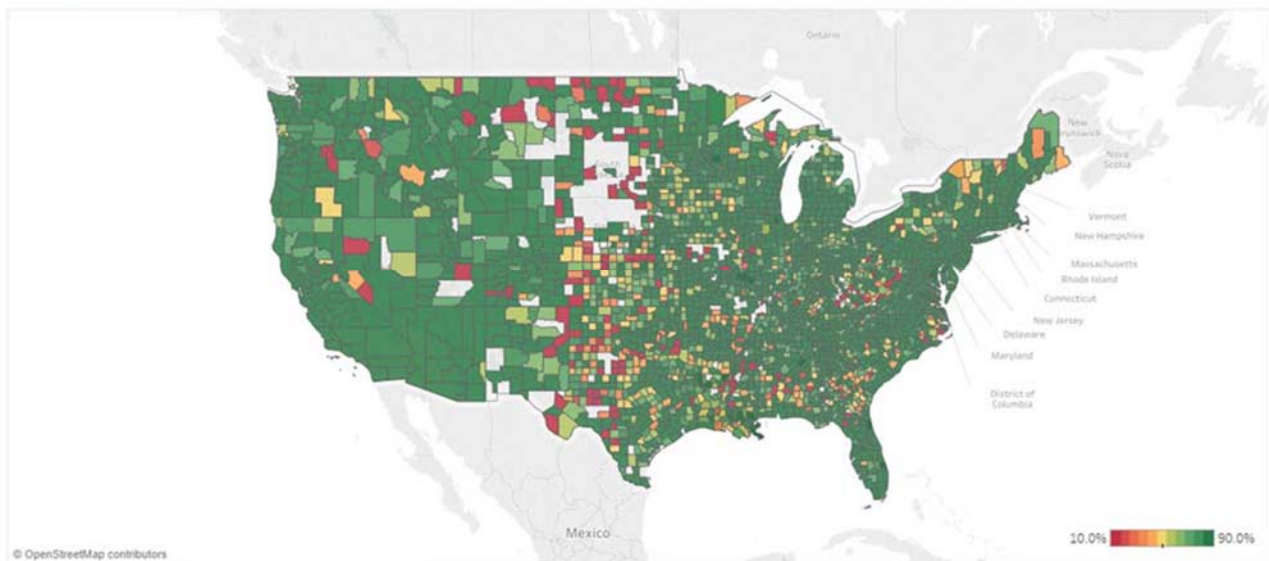 Ontario
New
Brunswick
Nova
Scotia
South
Vermont
New Hampshire
Massachusetts
Rhode Island
Connecticut
New Jersey
Delaware
Maryland
District of
Columbia
Mexico
10.0% 90.0%
© OpenStreetMap contributors